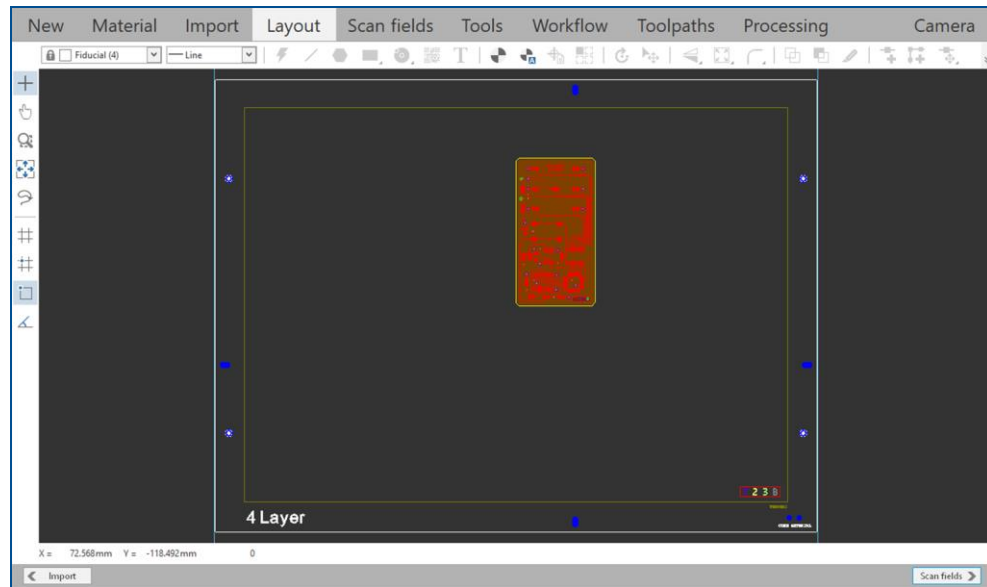 New Material Import Layout Scan fields Tools Workflow Toolpaths Processing Camera
Fiducial (4) Line T
2 3
4 Layer
X = 72.568mm Y = -118.492mm 0
Import Scan fields